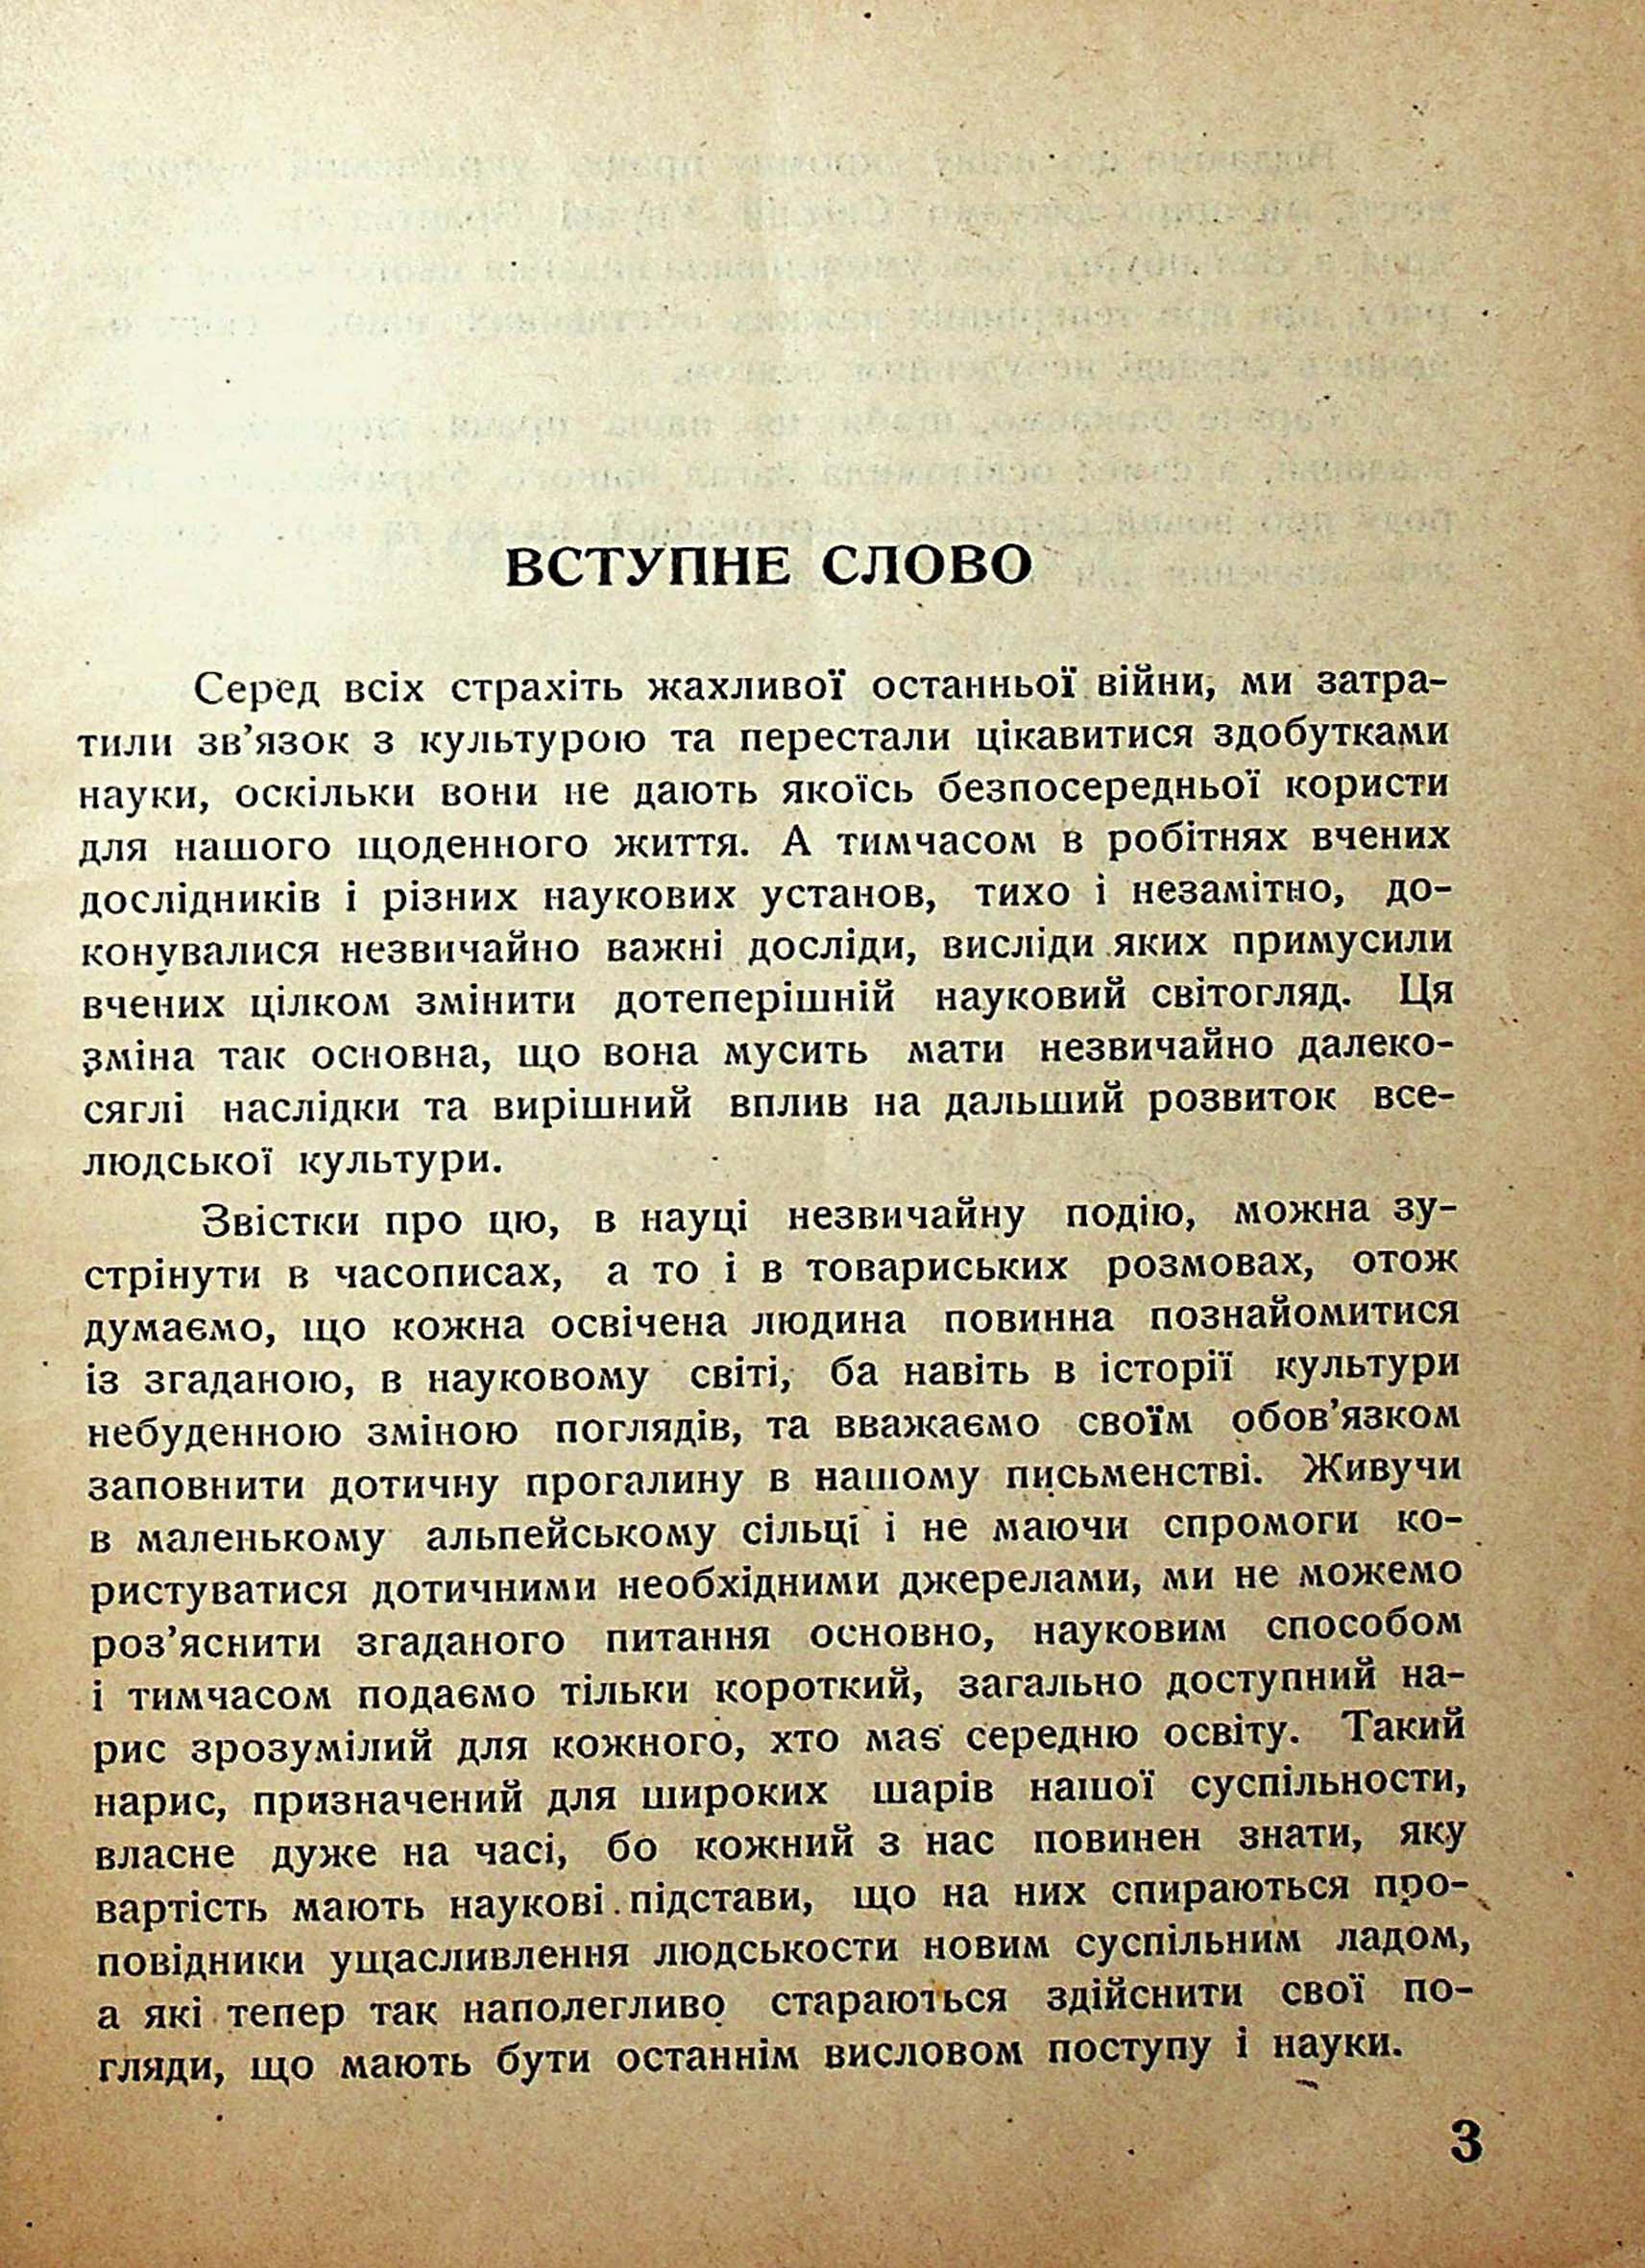 ВСТУПНЕ СЛОВО
Серед всіх страхіть жахливої останньої війни, ми затра-
тили зв’язок з культурою та перестали цікавитися здобутками
науки, оскільки вони не дають якоїсь безпосередньої користи
для нашого щоденного життя. А тимчасом в робітнях вчених
дослідників і різних наукових установ, тихо і незамітно, до-
конувалися незвичайно важні досліди, висліди яких примусили
вчених цілком змінити дотеперішній науковий світогляд. Ця
зміна так основна, що вона мусить мати незвичайно далеко-
сяглі наслідки та вирішний вплив на дальший розвиток все-
людської культури.
Звістки про цю, в науці незвичайну подію, можна зу-
стрінути в часописах, а то і в товариських розмовах, отож
думаємо, що кожна освічена людина повинна познайомитися
із згаданою, в науковому світі, ба навіть в історії культури
небуденною зміною поглядів, та вважаємо своїм обов’язком
заповнити дотичну прогалину в нашому письменстві. Живучи
в маленькому альпейському сільці і не маючи спромоги ко-
ристуватися дотичними необхідними джерелами, ми не можемо
роз’яснити згаданого питання основно, науковим способом
і тимчасом подаємо тільки короткий, загально доступний на-
рис зрозумілий для кожного, хто має середню освіту. Такий
нарис, призначений для широких шарів нашої суспільности,
власне дуже на часі, бо кожний з нас повинен знати, яку
вартість мають наукові підстави, що на них спираються про-
повідники ущасливлення людськости новим суспільним ладом,
а які тепер так наполегливо стараються здійснити свої по-
гляди, що мають бути останнім висловом поступу і науки.
3